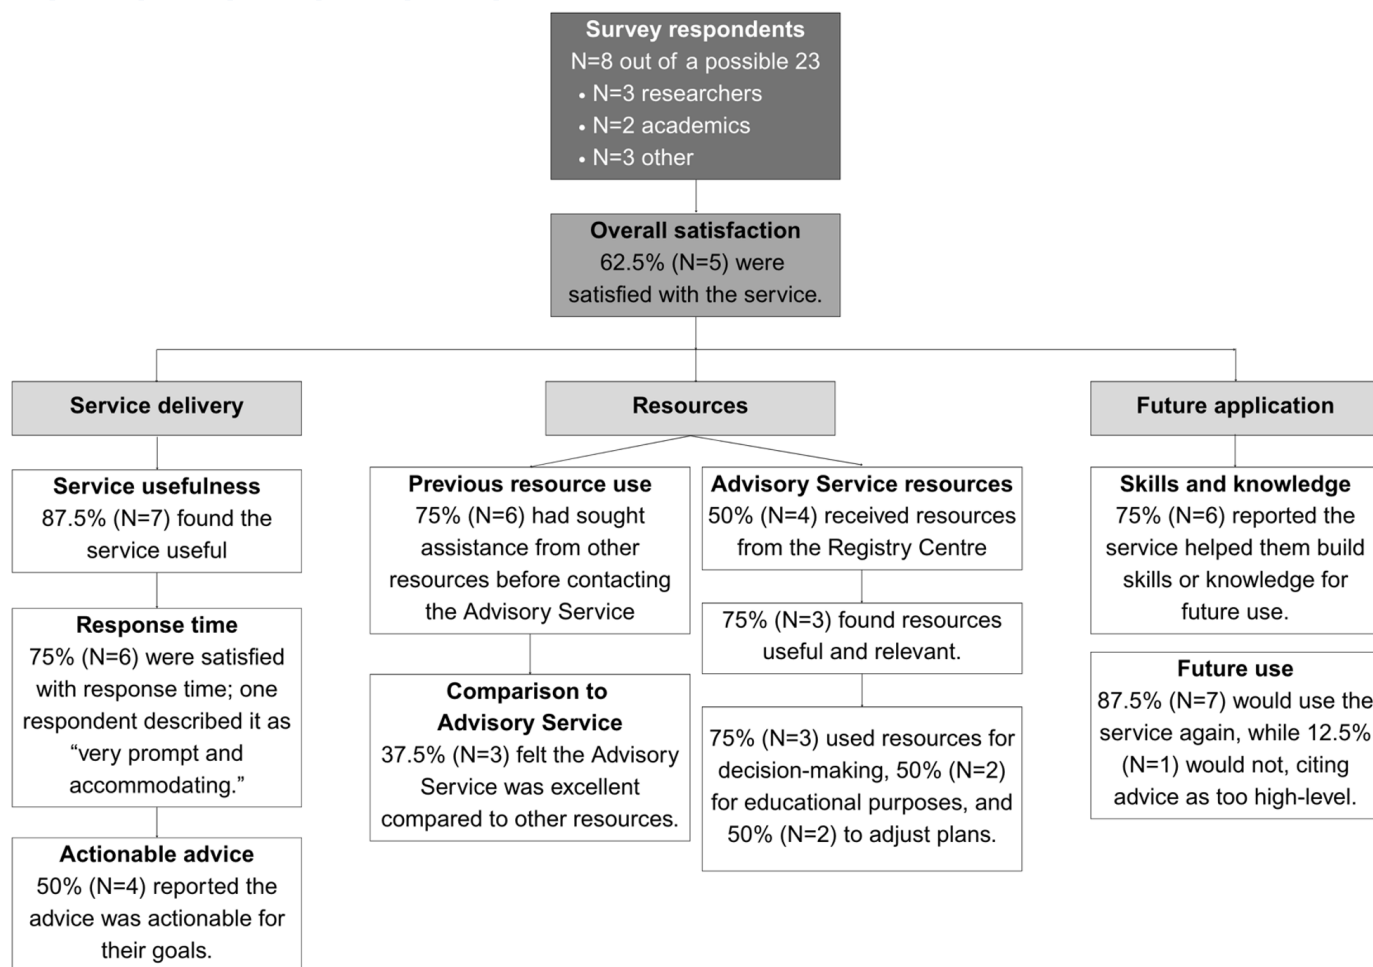 Survey respondents
N=8 out of a possible 23
• N=3 researchers
• N=2 academics
• N=3 other
Overall satisfaction
62.5% (N=5) were
satisfied with the service.
Service delivery
Service usefulness
87.5% (N=7) found the
service useful
Response time
75% (N=6) were satisfied
with response time; one
respondent described it as
“very prompt and
accommodating.”
Actionable advice
50% (N=4) reported the
advice was actionable for
their goals.
Resources
Previous resource use
75% (N=6) had sought
assistance from other
resources before contacting
the Advisory Service
Comparison to
Advisory Service
37.5% (N=3) felt the Advisory
Service was excellent
compared to other resources.
Advisory Service resources
50% (N=4) received resources
from the Registry Centre
75% (N=3) found resources
useful and relevant.
75% (N=3) used resources for
decision-making, 50% (N=2)
for educational purposes, and
50% (N=2) to adjust plans.
Future application
Skills and knowledge
75% (N=6) reported the
service helped them build
skills or knowledge for
future use.
Future use
87.5% (N=7) would use the
service again, while 12.5%
(N=1) would not, citing
advice as too high-level.